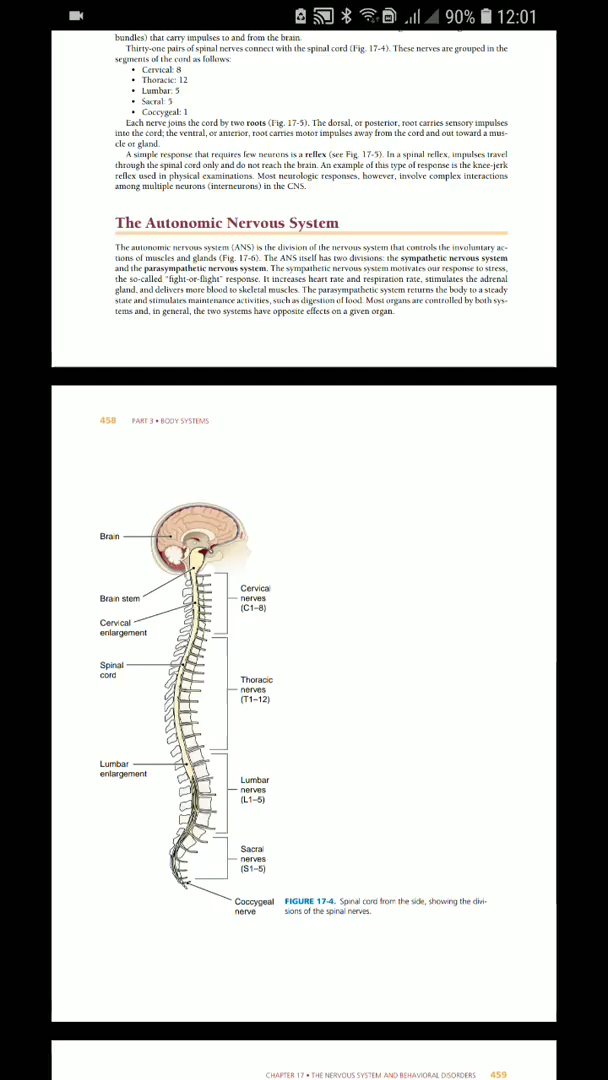 90% 12:01
bundles) that carry impulses to and from the brain.
Thirty-one pairs of spinal nerves connect with the spinal cord (Fig. 17-4). These nerves are grouped in the
segments of the cord as follows:
• Cervical: 8
• Thoracic: 12
• Lumbar: 5
• Sacral: 5
• Coccygeal: 1
Each nerve joins the cord by two roots (Fig. 17-5). The dorsal, or posterior, root carries sensory impulses
into the cord; the ventral, or anterior, root carries motor impulses away from the cord and out toward a mus-
cle or gland.
A simple response that requires few neurons is a reflex (see Fig. 17-5). In a spinal reflex, impulses travel
through the spinal cord only and do not reach the brain. An example of this type of response is the knee-jerk
reflex used in physical examinations. Most neurologic responses, however, involve complex interactions
among multiple neurons (interneurons) in the CNS.
The Autonomic Nervous System
The autonomic nervous system (ANS) is the division of the nervous system that controls the involuntary ac-
tions of muscles and glands (Fig. 17-6). The ANS itself has two divisions: the sympathetic nervous system
and the parasympathetic nervous system. The sympathetic nervous system motivates our response to stress,
the so-called "fight-or-flight" response. It increases heart rate and respiration rate, stimulates the adrenal
gland, and delivers more blood to skeletal muscles. The parasympathetic system returns the body to a steady
state and stimulates maintenance activities, such as digestion of food. Most organs are controlled by both sys-
tems and, in general, the two systems have opposite effects on a given organ.
458 PART 3 • BODY SYSTEMS
Brain
Brain stem
Cervical
enlargement
Spinal
cord
Lumbar
enlargement
Cervical
nerves
(C1–8)
Thoracic
nerves
(T1–12)
Lumbar
nerves
(L1–5)
Sacral
nerves
(S1–5)
Coccygeal
nerve
FIGURE 17-4. Spinal cord from the side, showing the divi-
sions of the spinal nerves.
CHAPTER 17 • THE NERVOUS SYSTEM AND BEHAVIORAL DISORDERS 459